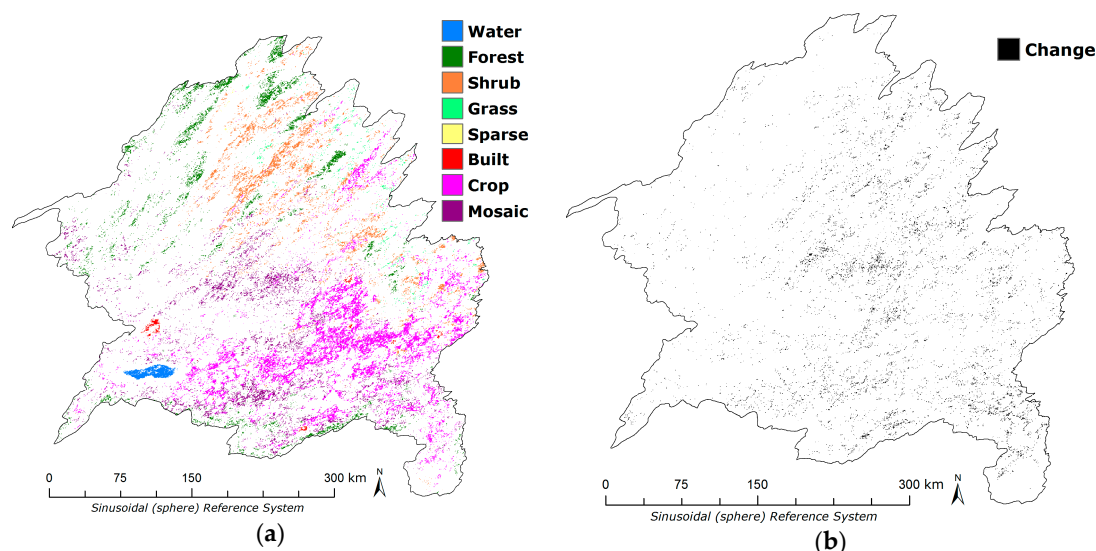 Water
Forest
Shrub
Grass
Sparse
Built
Crop
Mosaic
0 75 150 300 km
N
Sinusoidal (sphere) Reference System
(a)
Change
0 75 150 300 km
N
Sinusoidal (sphere) Reference System
(b)